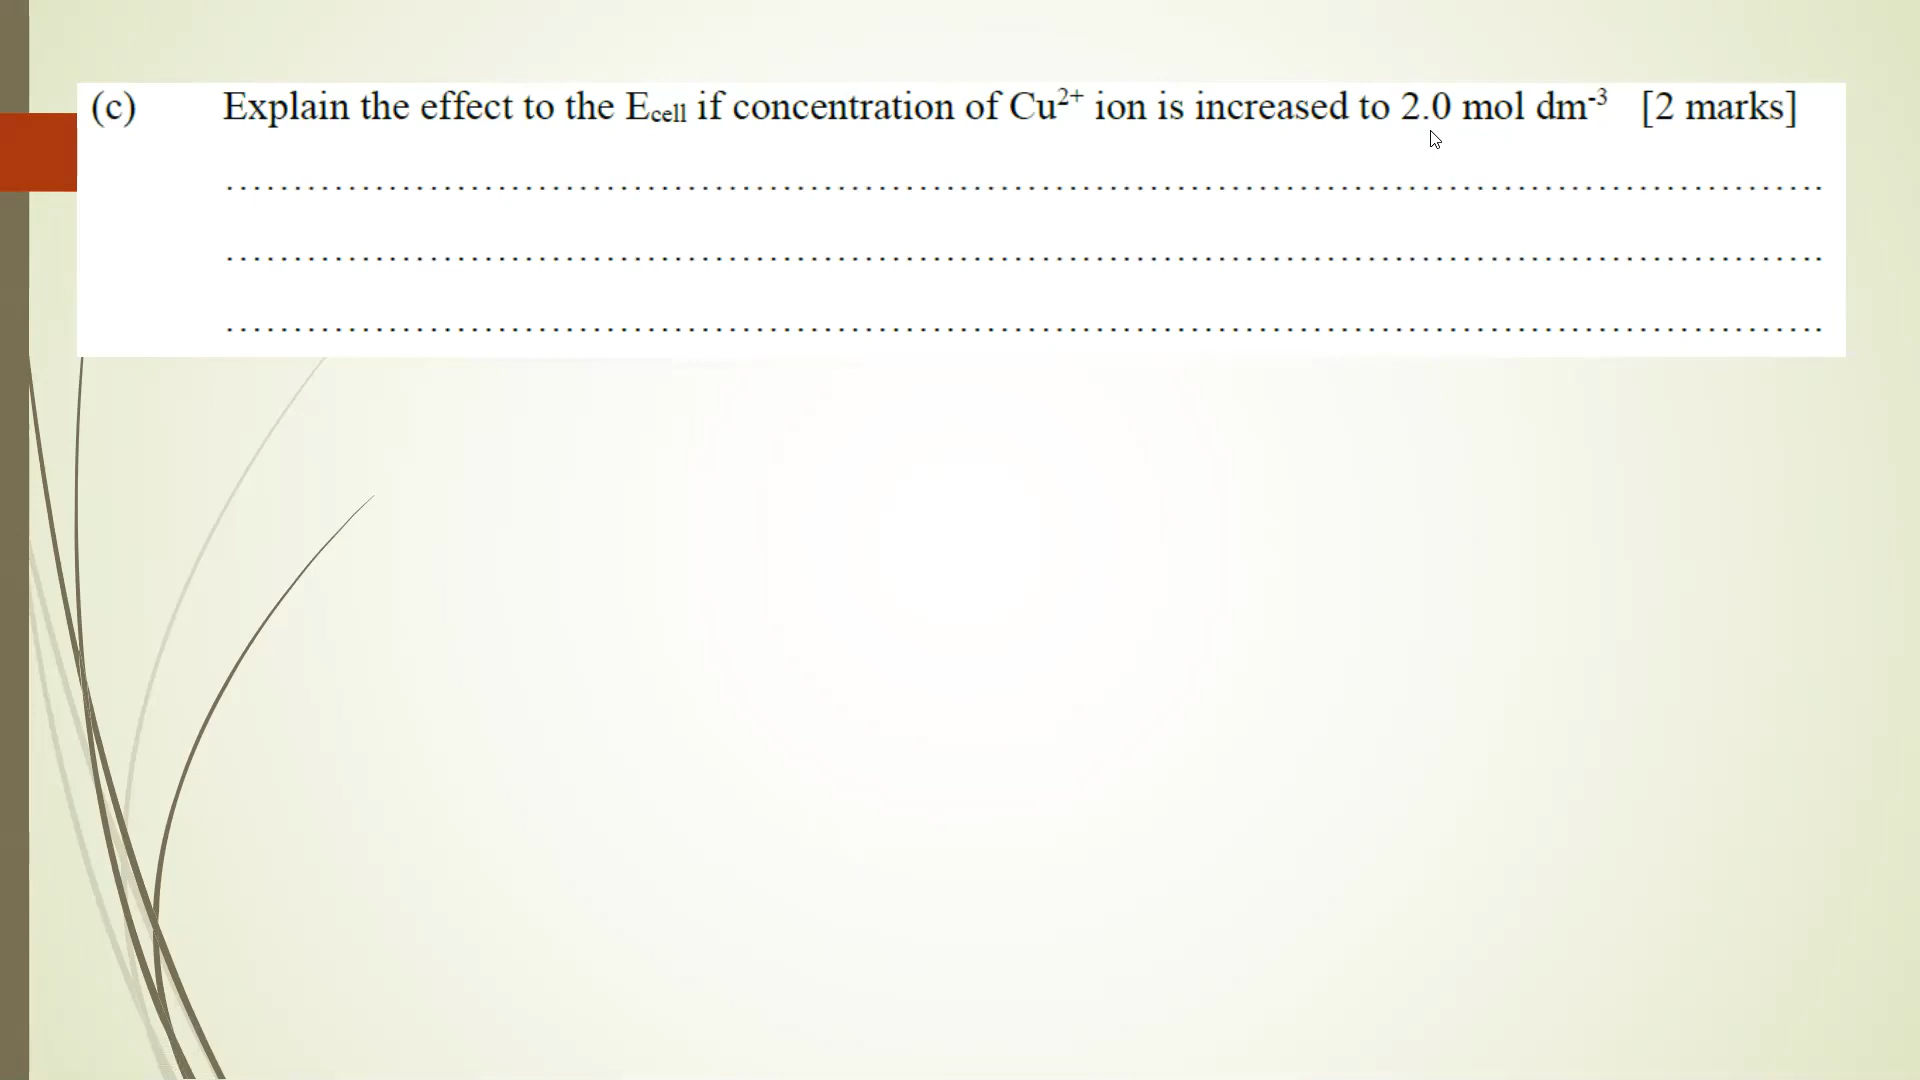 (c) Explain the effect to the Ecell if concentration of Cu²⁺ ion is increased to 2.0 mol dm⁻³ [2 marks]